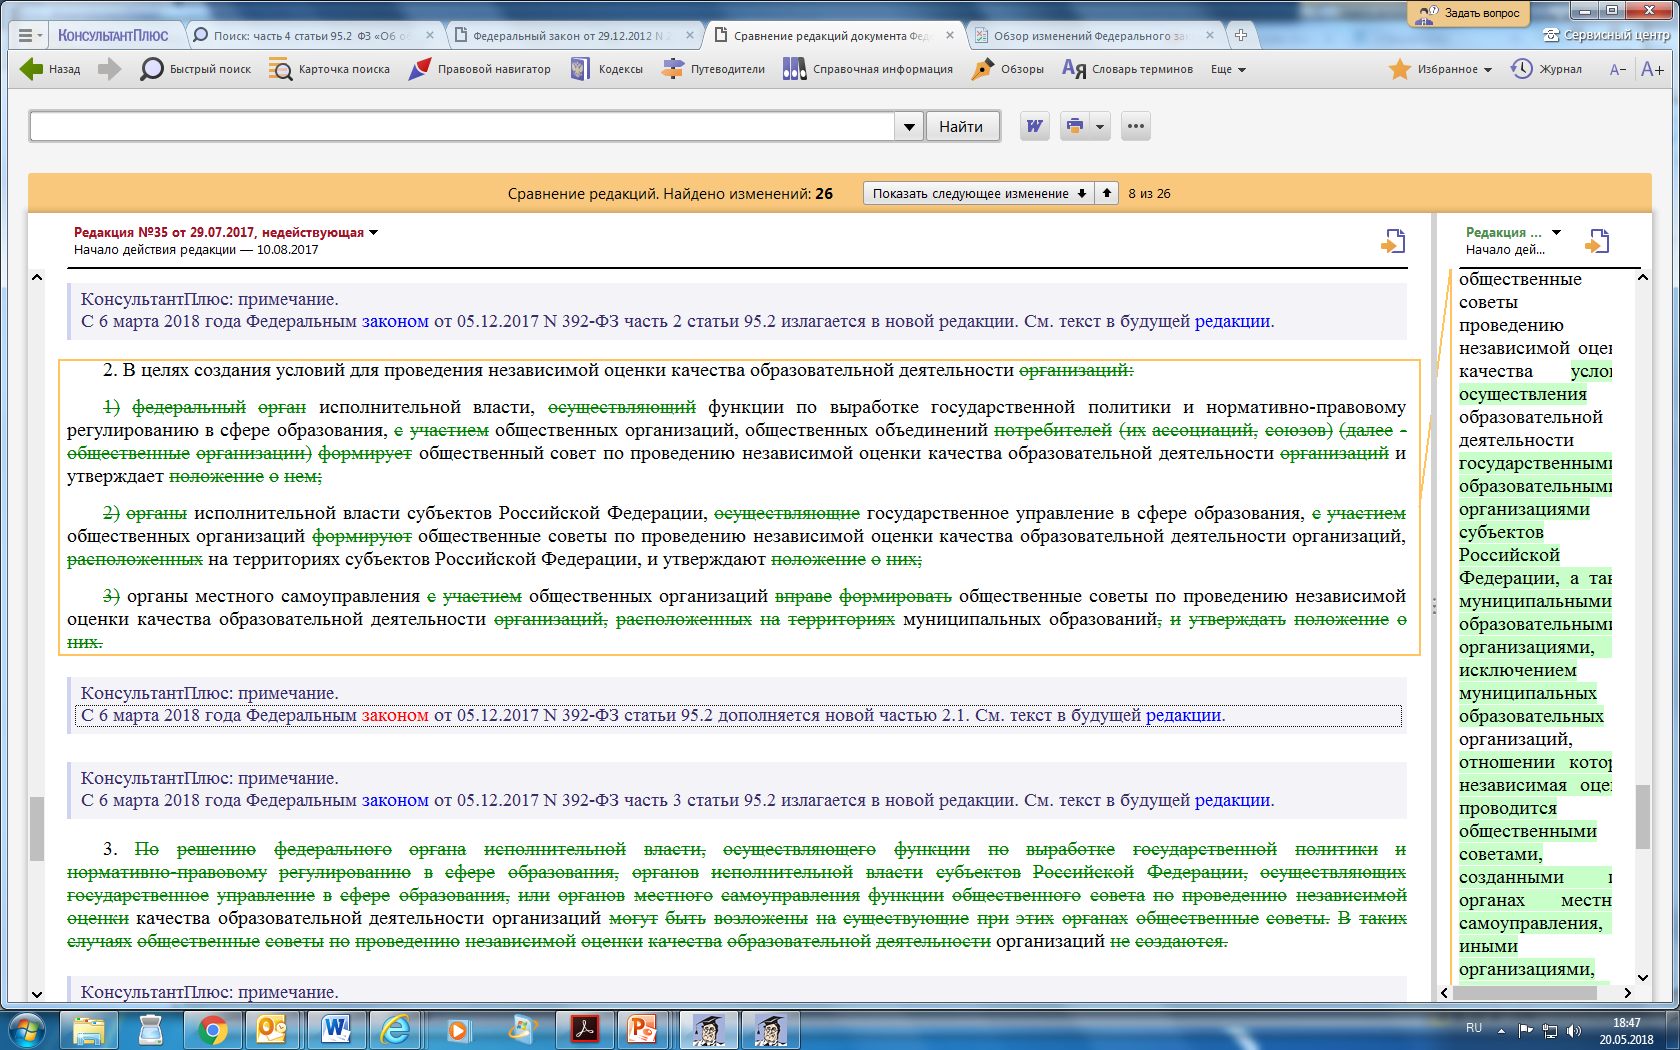 Задать вопрос
КонсультантПлюс
Поиск: часть 4 статьи 95.2 ФЗ «Об о
Федеральный закон от 29.12.2012 N 2
Сравнение редакций документа Фед
Обзор изменений Федерального за
Сервисный центр
Назад
Быстрый поиск
Карточка поиска
Правовой навигатор
Кодексы
Путеводители
Справочная информация
Обзоры
Словарь терминов
Еще
Избранное
Журнал
A−
A+
Найти
Сравнение редакций. Найдено изменений: 26
Показать следующее изменение
8 из 26
Редакция №35 от 29.07.2017, недействующая
Начало действия редакции — 10.08.2017
КонсультантПлюс: примечание.
С 6 марта 2018 года Федеральным законом от 05.12.2017 N 392-ФЗ часть 2 статьи 95.2 излагается в новой редакции. См. текст в будущей редакции.
2. В целях создания условий для проведения независимой оценки качества образовательной деятельности организаций:
1) федеральный орган исполнительной власти, осуществляющий функции по выработке государственной политики и нормативно-правовому
регулированию в сфере образования, с участием общественных организаций, общественных объединений потребителей (их ассоциаций, союзов) (далее -
общественные организации) формирует общественный совет по проведению независимой оценки качества образовательной деятельности организаций и
утверждает положение о нем;
2) органы исполнительной власти субъектов Российской Федерации, осуществляющие государственное управление в сфере образования, с участием
общественных организаций формируют общественные советы по проведению независимой оценки качества образовательной деятельности организаций,
расположенных на территориях субъектов Российской Федерации, и утверждают положение о них;
3) органы местного самоуправления с участием общественных организаций вправе формировать общественные советы по проведению независимой
оценки качества образовательной деятельности организаций, расположенных на территориях муниципальных образований, и утверждать положение о
них.
КонсультантПлюс: примечание.
С 6 марта 2018 года Федеральным законом от 05.12.2017 N 392-ФЗ статьи 95.2 дополняется новой частью 2.1. См. текст в будущей редакции.
КонсультантПлюс: примечание.
С 6 марта 2018 года Федеральным законом от 05.12.2017 N 392-ФЗ часть 3 статьи 95.2 излагается в новой редакции. См. текст в будущей редакции.
3. По решению федерального органа исполнительной власти, осуществляющего функции по выработке государственной политики и
нормативно-правовому регулированию в сфере образования, органов исполнительной власти субъектов Российской Федерации, осуществляющих
государственное управление в сфере образования, или органов местного самоуправления функции общественного совета по проведению независимой
оценки качества образовательной деятельности организаций могут быть возложены на существующие при этих органах общественные советы. В таких
случаях общественные советы по проведению независимой оценки качества образовательной деятельности организаций не создаются.
КонсультантПлюс: примечание.
Редакция ...
Начало дей...
общественные
советы
проведению
независимой оцен
качества услов
осуществления
образовательной
деятельности
государственными
образовательными
организациями
субъектов
Российской
Федерации, а так
муниципальными
образовательными
организациями,
исключением
муниципальных
образовательных
организаций,
отношении котор
независимая оцен
проводится
общественными
советами,
созданными
органах местн
самоуправления,
иными
организациями,
RU
18:47
20.05.2018